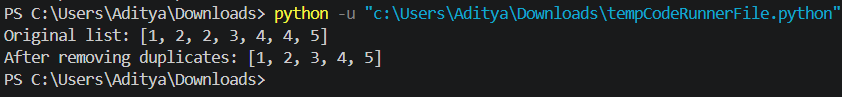 PS C:\Users\Aditya\Downloads> python -u "c:\Users\Aditya\Downloads\tempCodeRunnerFile.python"
Original list: [1, 2, 2, 3, 4, 4, 5]
After removing duplicates: [1, 2, 3, 4, 5]
PS C:\Users\Aditya\Downloads>